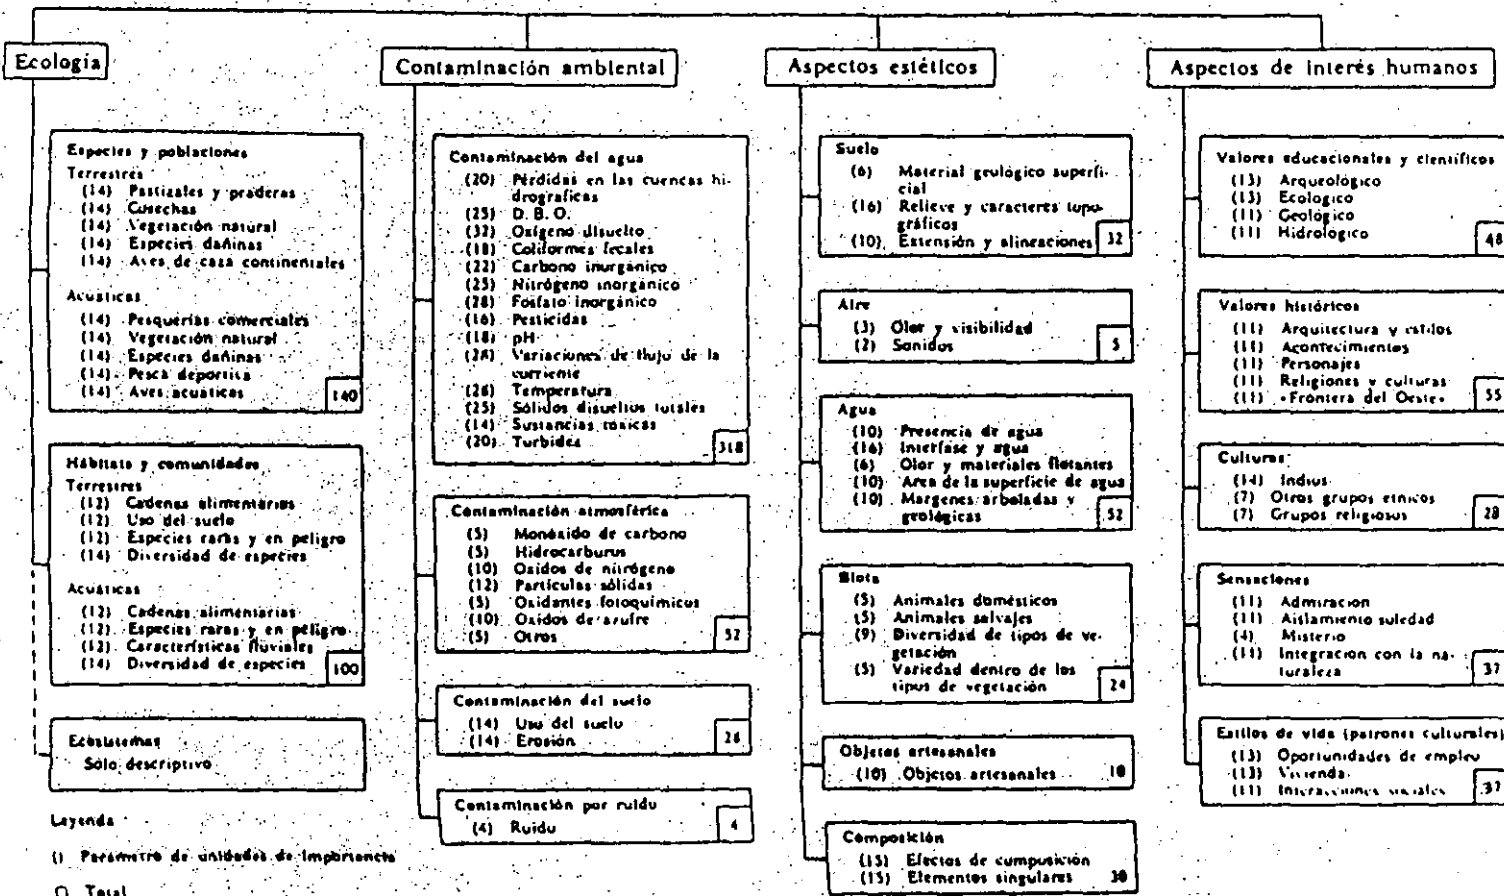 Ecología
Contaminación ambiental
Aspectos estéticos
Aspectos de interés humanos
Especies y poblaciones
Terrestres
(14) Pastizales y praderas
(14) Cosechas
(14) Vegetación natural
(14) Especies dañinas
(14) Aves de caza continentales
Acuáticas
(14) Pesquerías comerciales
(14) Vegetación natural
(14) Especies dañinas
(14) Pesca deportiva
(14) Aves acuáticas
140
Hábitats y comunidades
Terrestres
(12) Cadenas alimentarias
(12) Uso del suelo
(12) Especies raras y en peligro
(14) Diversidad de especies
Acuáticas
(12) Cadenas alimentarias
(12) Especies raras y en peligro
(12) Características fluviales
(14) Diversidad de especies
100
Ecosistemas
Sólo descriptivo
Leyenda
() Parámetro de unidades de importancia
Total
Contaminación del agua
(20) Pérdidas en las cuencas hi-
drograficas
(25) D. B. O.
(32) Oxígeno disuelto
(18) Coliformes fecales
(22) Carbono inorgánico
(25) Nitrógeno inorgánico
(28) Fosfato inorgánico
(16) Pesticidas
(18) pH
(28) Variaciones de flujo de la
corriente
(28) Temperatura
(25) Sólidos disueltos totales
(14) Sustancias tóxicas
(20) Turbidez
318
Contaminación atmosférica
(5) Monóxido de carbono
(5) Hidrocarburos
(10) Oxidos de nitrógeno
(12) Partículas sólidas
(5) Oxidantes fotoquímicos
(10) Oxidos de azufre
(5) Otros
52
Contaminación del suelo
(14) Uso del suelo
(14) Erosión
28
Contaminación por ruido
(4) Ruido
4
Suelo
(6) Material geológico superfi-
cial
(16) Relieve y caracteres topo-
gráficos
(10) Extensión y alineaciones
32
Aire
(3) Olor y visibilidad
(2) Sonidos
5
Agua
(10) Presencia de agua
(16) Interfase y agua
(6) Olor y materiales flotantes
(10) Area de la superficie de agua
(10) Margenes arboladas y
geológicas
52
Biota
(5) Animales domésticos
(5) Animales salvajes
(9) Diversidad de tipos de ve-
getación
(5) Variedad dentro de los
tipos de vegetación
24
Objetos artesanales
(10) Objetos artesanales
10
Composición
(15) Efectos de composición
(15) Elementos singulares
30
Valores educacionales y científicos
(13) Arqueológico
(13) Ecológico
(11) Geológico
(11) Hidrológico
48
Valores históricos
(11) Arquitectura y estilos
(11) Acontecimientos
(11) Personajes
(11) Religiones y culturas
(11) «Frontera del Oeste»
55
Culturas
(14) Indios
(7) Otros grupos étnicos
(7) Grupos religiosos
28
Sensaciones
(11) Admiración
(11) Aislamiento soledad
(4) Misterio
(11) Integración con la na-
turaleza
37
Estilos de vida (patrones culturales)
(13) Oportunidades de empleo
(13) Vivienda
(11) Interacciones sociales
37